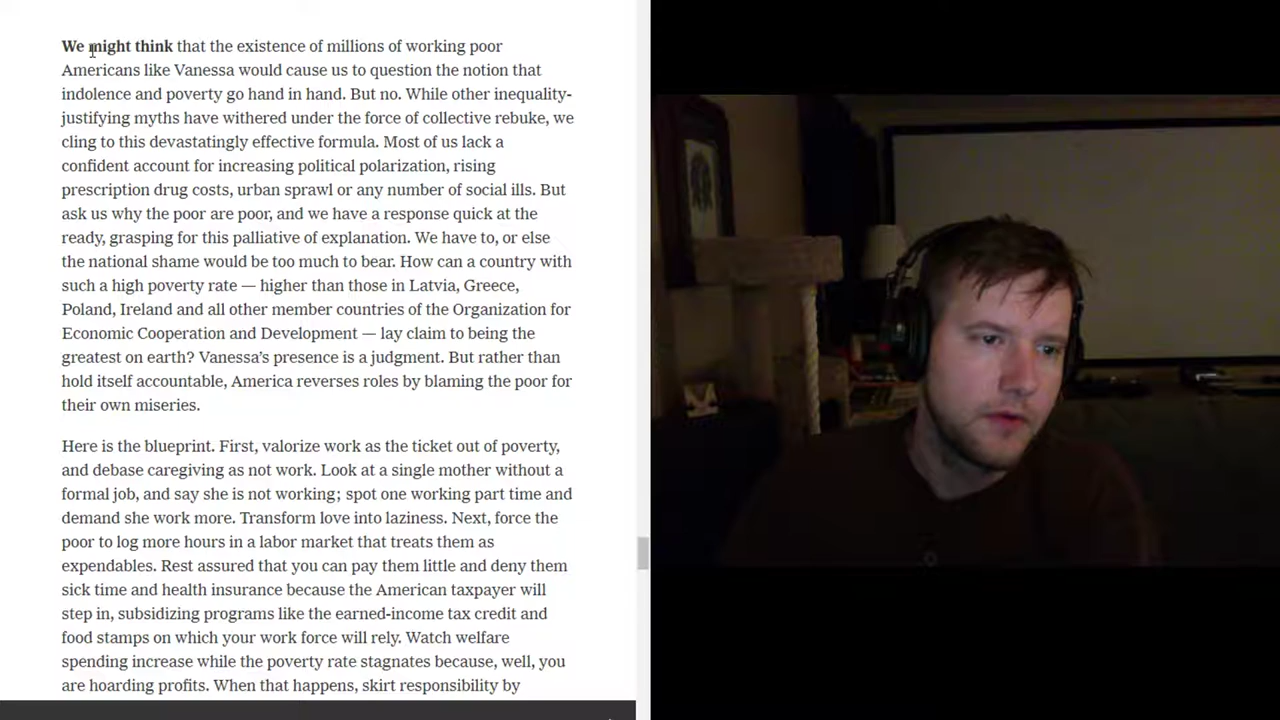 We might think that the existence of millions of working poor
Americans like Vanessa would cause us to question the notion that
indolence and poverty go hand in hand. But no. While other inequality-
justifying myths have withered under the force of collective rebuke, we
cling to this devastatingly effective formula. Most of us lack a
confident account for increasing political polarization, rising
prescription drug costs, urban sprawl or any number of social ills. But
ask us why the poor are poor, and we have a response quick at the
ready, grasping for this palliative of explanation. We have to, or else
the national shame would be too much to bear. How can a country with
such a high poverty rate — higher than those in Latvia, Greece,
Poland, Ireland and all other member countries of the Organization for
Economic Cooperation and Development — lay claim to being the
greatest on earth? Vanessa’s presence is a judgment. But rather than
hold itself accountable, America reverses roles by blaming the poor for
their own miseries.
Here is the blueprint. First, valorize work as the ticket out of poverty,
and debase caregiving as not work. Look at a single mother without a
formal job, and say she is not working; spot one working part time and
demand she work more. Transform love into laziness. Next, force the
poor to log more hours in a labor market that treats them as
expendables. Rest assured that you can pay them little and deny them
sick time and health insurance because the American taxpayer will
step in, subsidizing programs like the earned-income tax credit and
food stamps on which your work force will rely. Watch welfare
spending increase while the poverty rate stagnates because, well, you
are hoarding profits. When that happens, skirt responsibility by